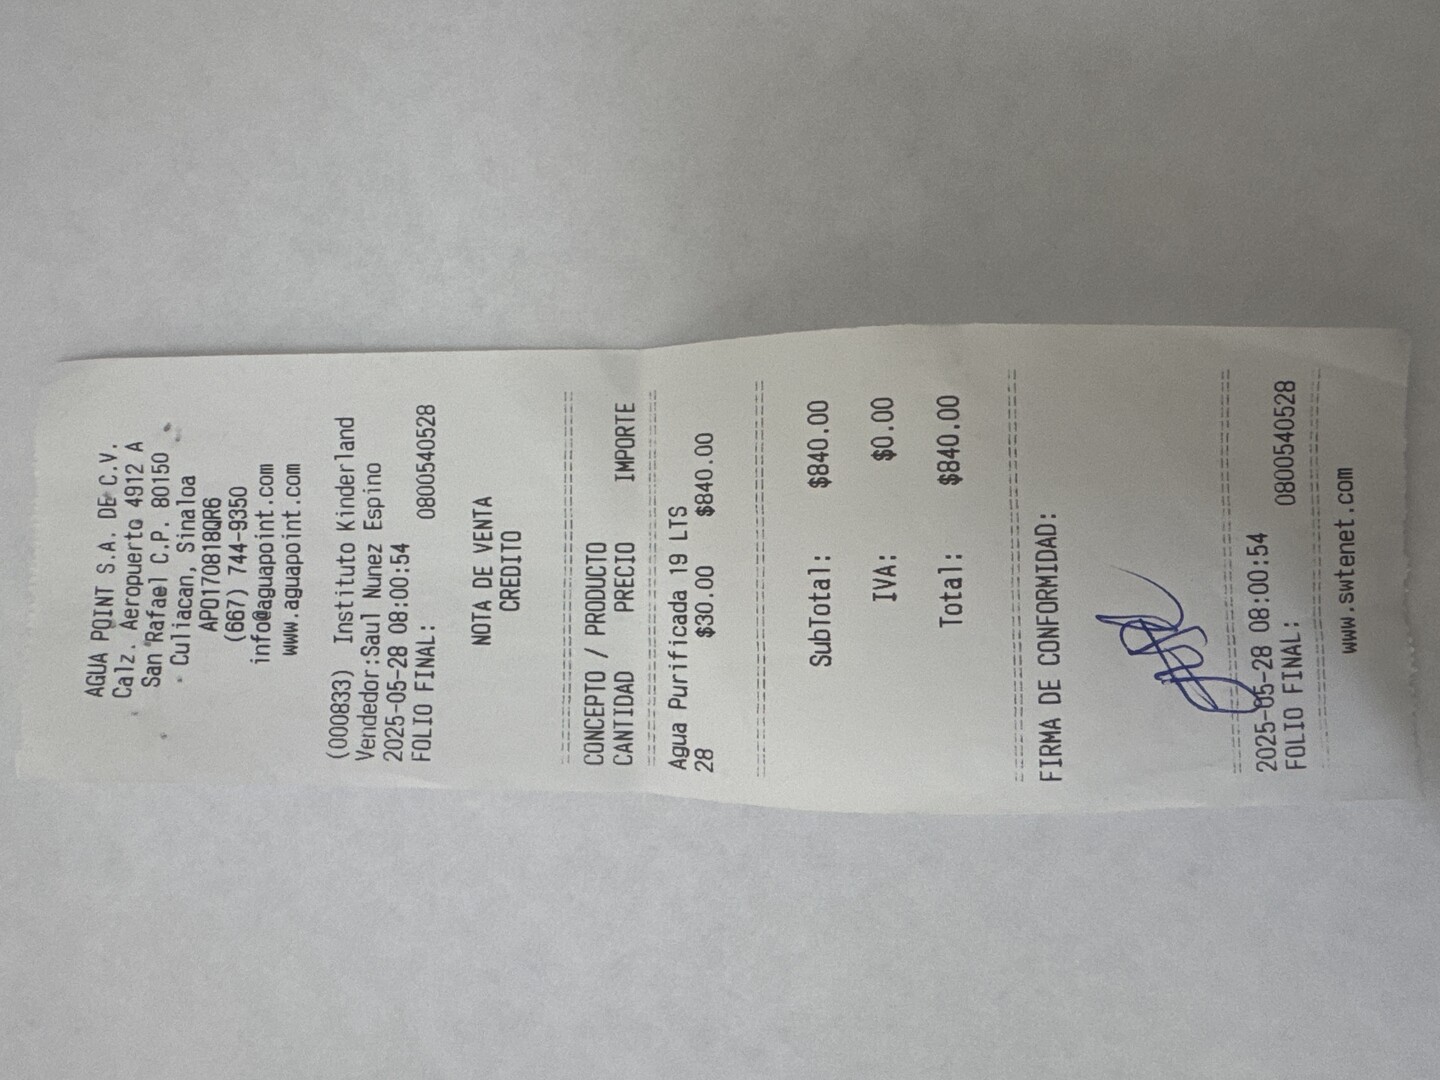 AGUA POINT S.A. DE C.V.
Calz. Aeropuerto 4912 A
San Rafael C.P. 80150
Culiacan, Sinaloa
APO170818QR6
(667) 744-9350
info@aguapoint.com
www.aguapoint.com
(000833) Instituto Kinderland
Vendedor:Saul Nunez Espino
2025-05-28 08:00:54
FOLIO FINAL: 0800540528
NOTA DE VENTA
CREDITO
CONCEPTO / PRODUCTO
CANTIDAD PRECIO IMPORTE
Agua Purificada 19 LTS
28 $30.00 $840.00
SubTotal: $840.00
IVA: $0.00
Total: $840.00
FIRMA DE CONFORMIDAD:
2025-05-28 08:00:54
FOLIO FINAL: 0800540528
www.swtenet.com